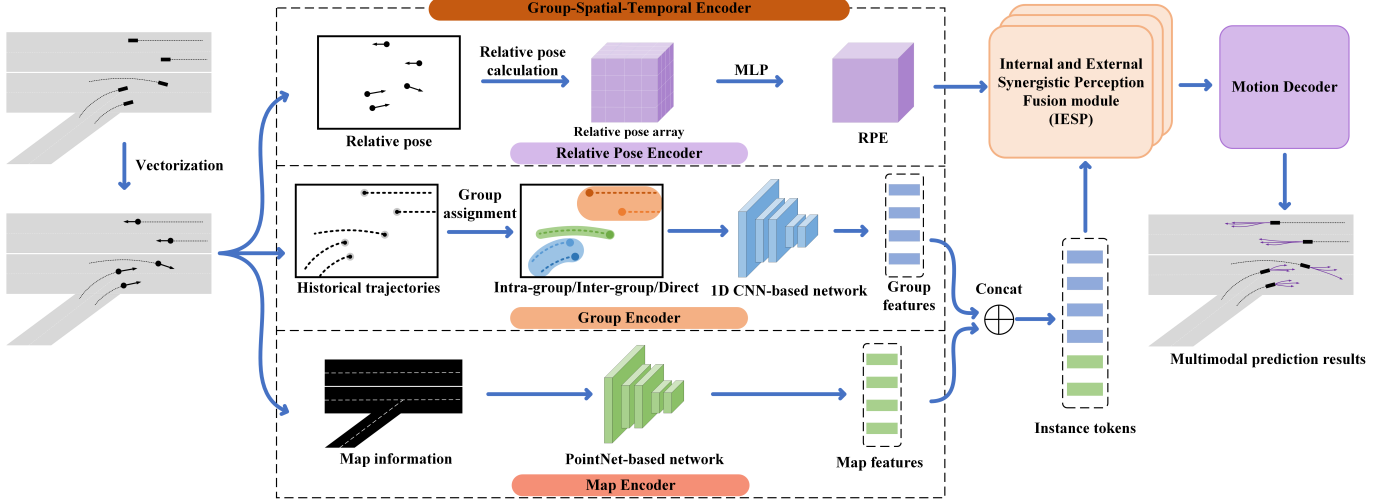 Group-Spatial-Temporal Encoder
Vectorization
Relative pose
Relative pose
calculation
Relative pose array
MLP
RPE
Relative Pose Encoder
Historical trajectories
Group
assignment
Intra-group/Inter-group/Direct
1D CNN-based network
Group
features
Group Encoder
Map information
PointNet-based network
Map features
Map Encoder
Concat
Instance tokens
Internal and External
Synergistic Perception
Fusion module
(IESP)
Motion Decoder
Multimodal prediction results